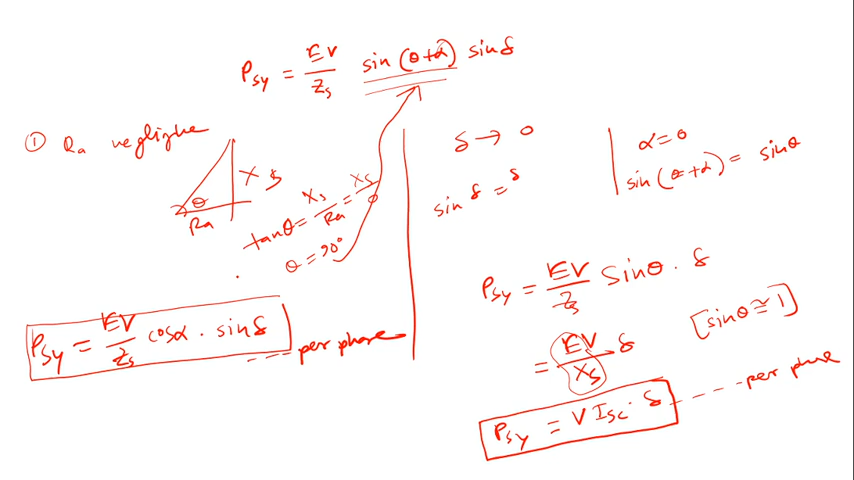 Psy = EV/Zs sin(θ+α) sinδ
① Ra neglighe
Xs
θ
Ra
tanθ = Xs/Ra = Xs/0
θ = 90°
Psy = EV/Zs cosα · sinδ
---- per phase
δ → 0
sin δ = δ
α = 0
sin(θ+α) = sinθ
Psy = EV/Zs sinθ · δ
[sinθ ≅ 1]
= EV/Xs δ
Psy = V Isc · δ
---- per phase